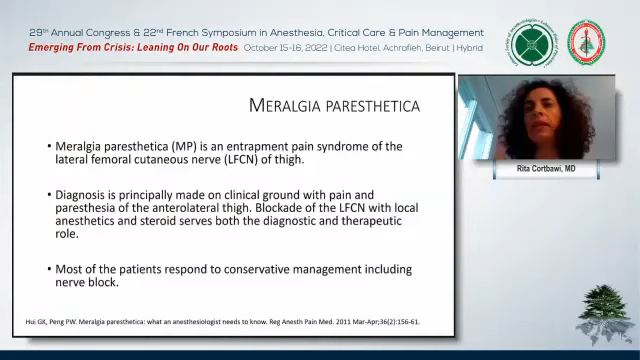 29th Annual Congress & 22nd French Symposium in Anesthesia, Critical Care & Pain Management
Emerging From Crisis: Leaning On Our Roots October 15-16, 2022 | Citea Hotel, Achrafieh, Beirut | Hybrid
MERALGIA PARESTHETICA
• Meralgia paresthetica (MP) is an entrapment pain syndrome of the
lateral femoral cutaneous nerve (LFCN) of thigh.
• Diagnosis is principally made on clinical ground with pain and
paresthesia of the anterolateral thigh. Blockade of the LFCN with local
anesthetics and steroid serves both the diagnostic and therapeutic
role.
• Most of the patients respond to conservative management including
nerve block.
Hui GK, Peng PW. Meralgia paresthetica: what an anesthesiologist needs to know. Reg Anesth Pain Med. 2011 Mar-Apr;36(2):156-61.
Rita Cortbawi, MD